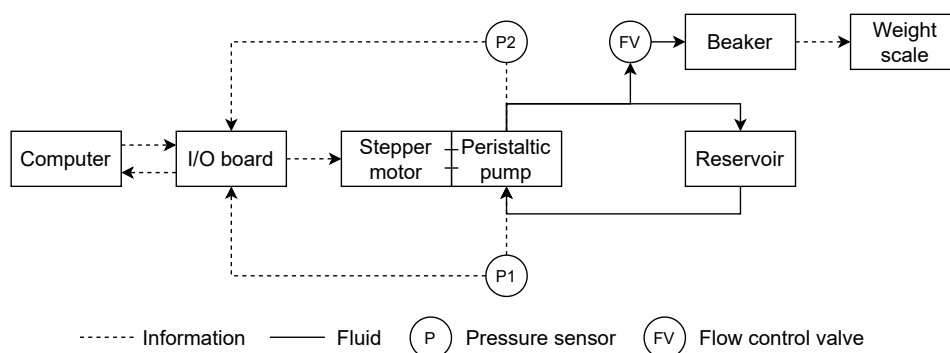 P2
FV
Beaker
Weight
scale
Computer
I/O board
Stepper
motor
Peristaltic
pump
Reservoir
P1
Information
Fluid
P
Pressure sensor
FV
Flow control valve